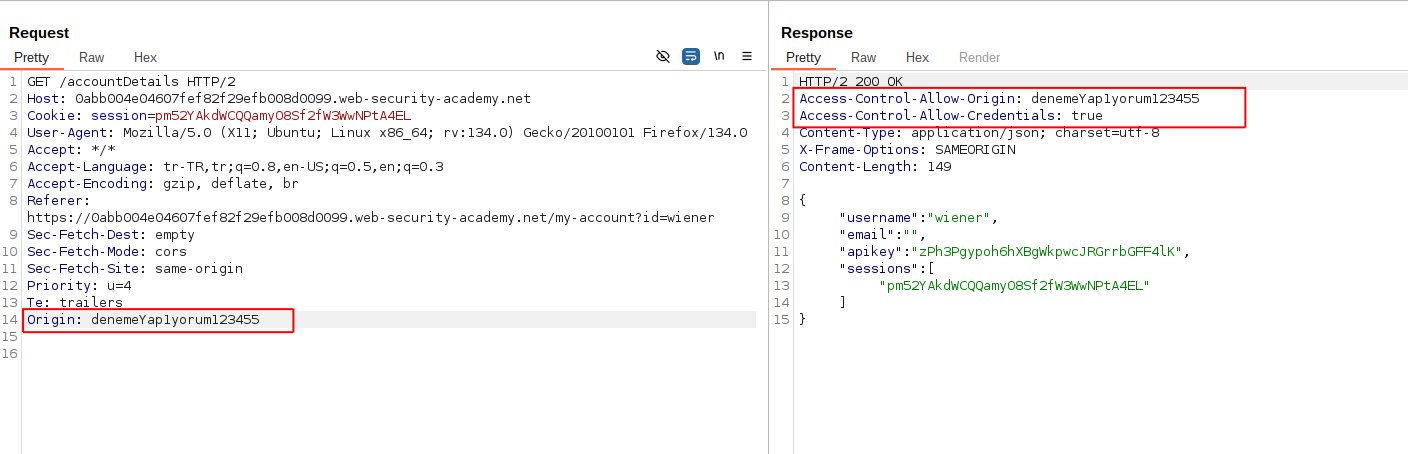 Request
Pretty Raw Hex
\n
1 GET /accountDetails HTTP/2
2 Host: 0abb004e04607fef82f29efb008d0099.web-security-academy.net
3 Cookie: session=pm52YAkdWCQQamyO8Sf2fW3WwNPtA4EL
4 User-Agent: Mozilla/5.0 (X11; Ubuntu; Linux x86_64; rv:134.0) Gecko/20100101 Firefox/134.0
5 Accept: */*
6 Accept-Language: tr-TR,tr;q=0.8,en-US;q=0.5,en;q=0.3
7 Accept-Encoding: gzip, deflate, br
8 Referer:
https://0abb004e04607fef82f29efb008d0099.web-security-academy.net/my-account?id=wiener
9 Sec-Fetch-Dest: empty
10 Sec-Fetch-Mode: cors
11 Sec-Fetch-Site: same-origin
12 Priority: u=4
13 Te: trailers
14 Origin: denemeYap1yorum123455
15
16
Response
Pretty Raw Hex Render
1 HTTP/2 200 OK
2 Access-Control-Allow-Origin: denemeYap1yorum123455
3 Access-Control-Allow-Credentials: true
4 Content-Type: application/json; charset=utf-8
5 X-Frame-Options: SAMEORIGIN
6 Content-Length: 149
7
8 {
9 "username":"wiener",
10 "email":"",
11 "apikey":"zPh3Pgypoh6hXBgWkpwcJRGrrbGFF4lK",
12 "sessions":[
13 "pm52YAkdWCQQamyO8Sf2fW3WwNPtA4EL"
14 ]
15 }